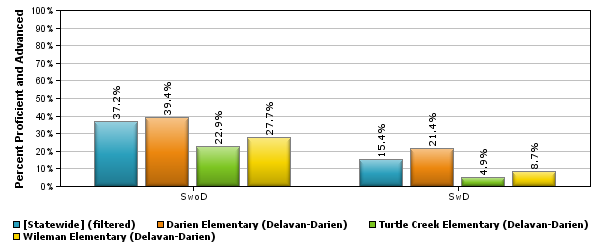 Percent Proficient and Advanced
100%
90%
80%
70%
60%
50%
40%
30%
20%
10%
0%
37.2%
39.4%
22.9%
27.7%
15.4%
21.4%
4.9%
8.7%
SwoD
SwD
[Statewide] (filtered)
Darien Elementary (Delavan-Darien)
Turtle Creek Elementary (Delavan-Darien)
Wileman Elementary (Delavan-Darien)